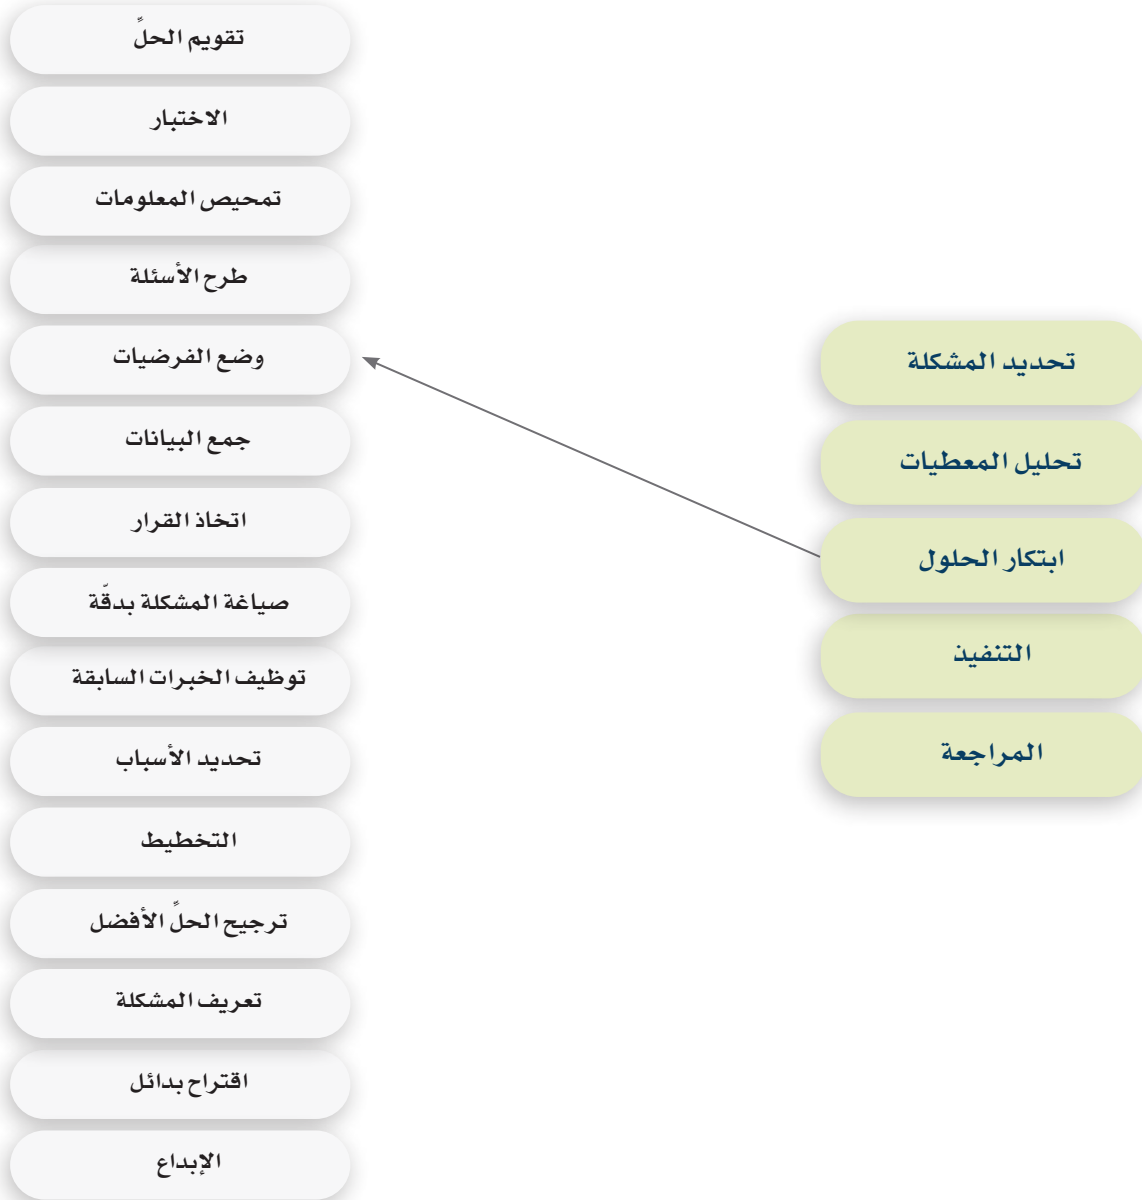 تحديد المشكلة
تحليل المعطيات
ابتكار الحلول
التنفيذ
المراجعة
تقويم الحلِّ
الاختبار
تمحيص المعلومات
طرح الأسئلة
وضع الفرضيات
جمع البيانات
اتخاذ القرار
صياغة المشكلة بدقّة
توظيف الخبرات السابقة
تحديد الأسباب
التخطيط
ترجيح الحلِّ الأفضل
تعريف المشكلة
اقتراح بدائل
الإبداع